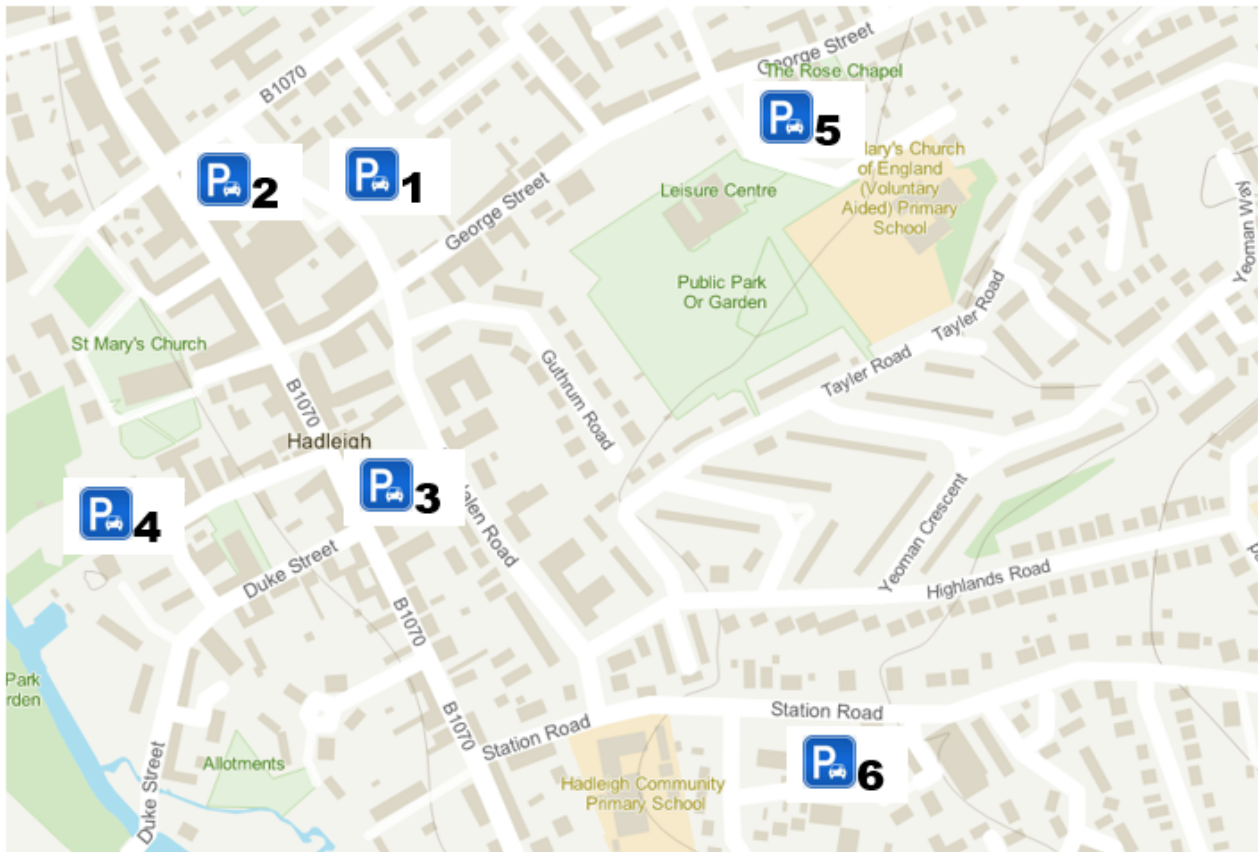 George Street
The Rose Chapel
B1070
P 5
P 2
P 1
George Street
Leisure Centre
lary's Church
of England
(Voluntary
Aided) Primary
School
Yeoman Way
Public Park
Or Garden
St Mary's Church
Tayler Road
Tayler Road
Guthrum Road
B1070
Hadleigh
P 4
P 3
alen Road
Yeoman Crescent
Duke Street
Highlands Road
B1070
Park
rden
B1070
Station Road
Station Road
Allotments
P 6
Duke Street
Hadleigh Community
Primary School